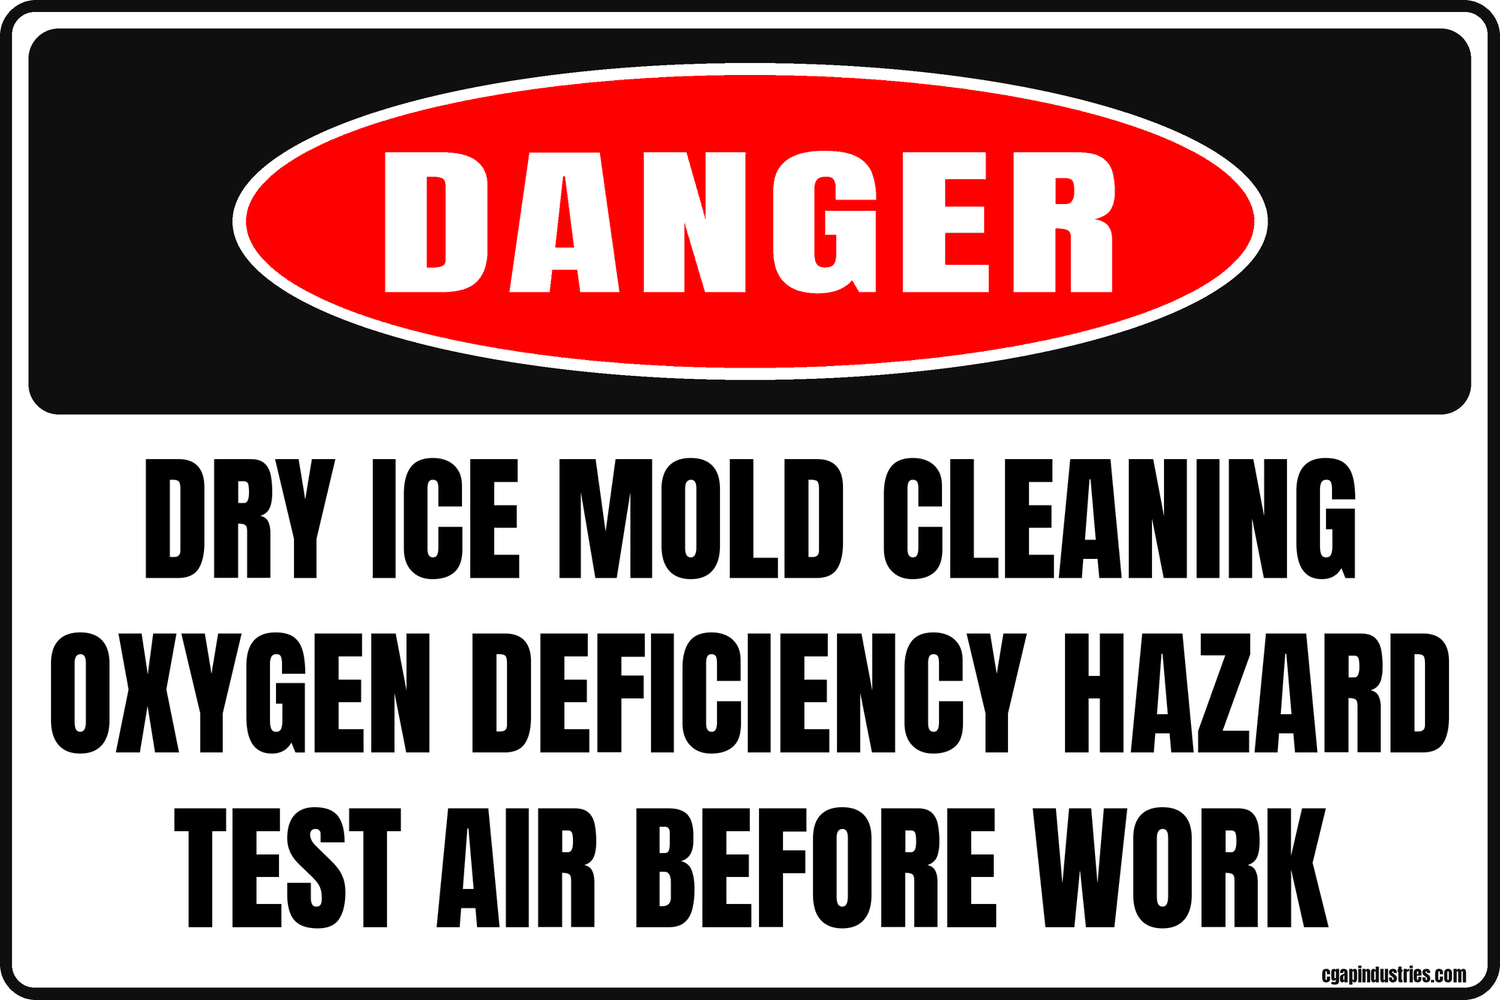 DANGER
DRY ICE MOLD CLEANING
OXYGEN DEFICIENCY HAZARD
TEST AIR BEFORE WORK
cgapindustries.com